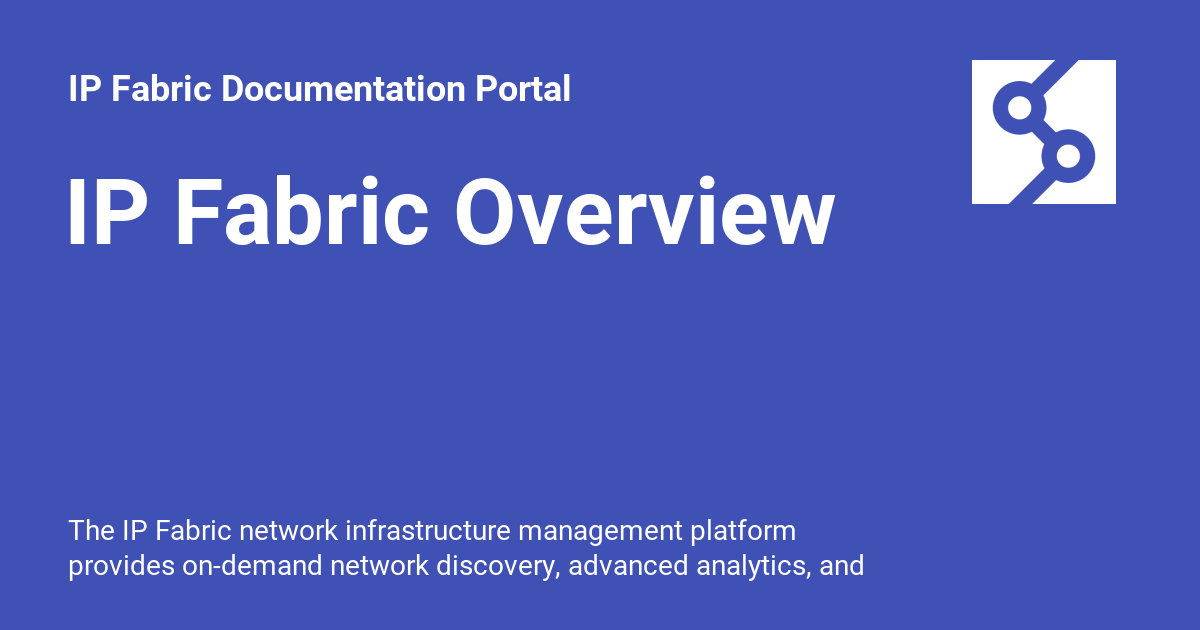 IP Fabric Documentation Portal
IP Fabric Overview
The IP Fabric network infrastructure management platform
provides on-demand network discovery, advanced analytics, and